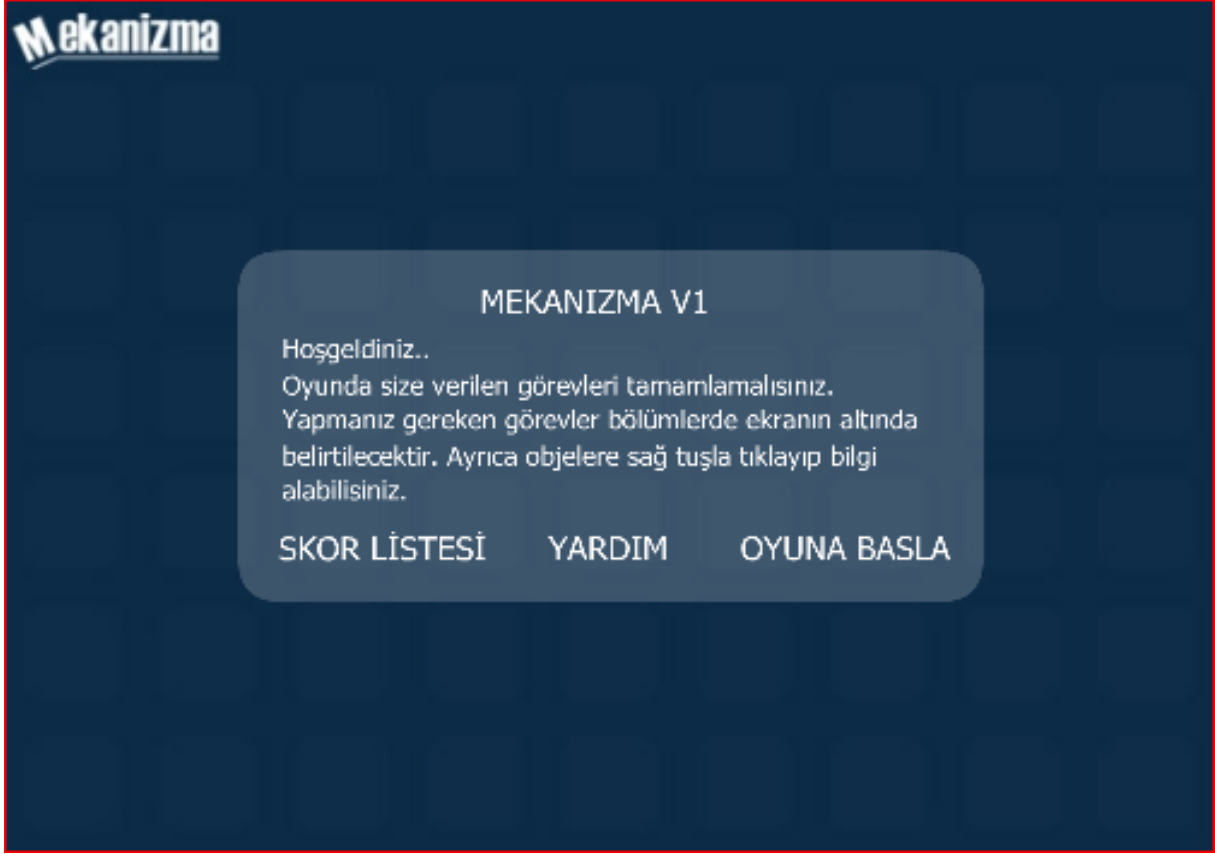 Mekanizma
MEKANIZMA V1
Hoşgeldiniz..
Oyunda size verilen görevleri tamamlamalısınız.
Yapmanız gereken görevler bölümlerde ekranın altında
belirtilecektir. Ayrıca objelere sağ tuşla tıklayıp bilgi
alabilisiniz.
SKOR LİSTESİ YARDIM OYUNA BASLA